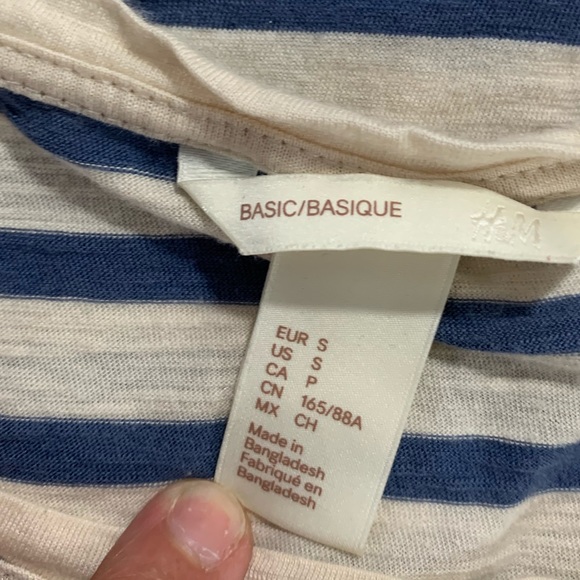 BASIC/BASIQUE
H&M
EUR S
US S
CA P
CN 165/88A
MX CH
Made in
Bangladesh
Fabriqué en
Bangladesh